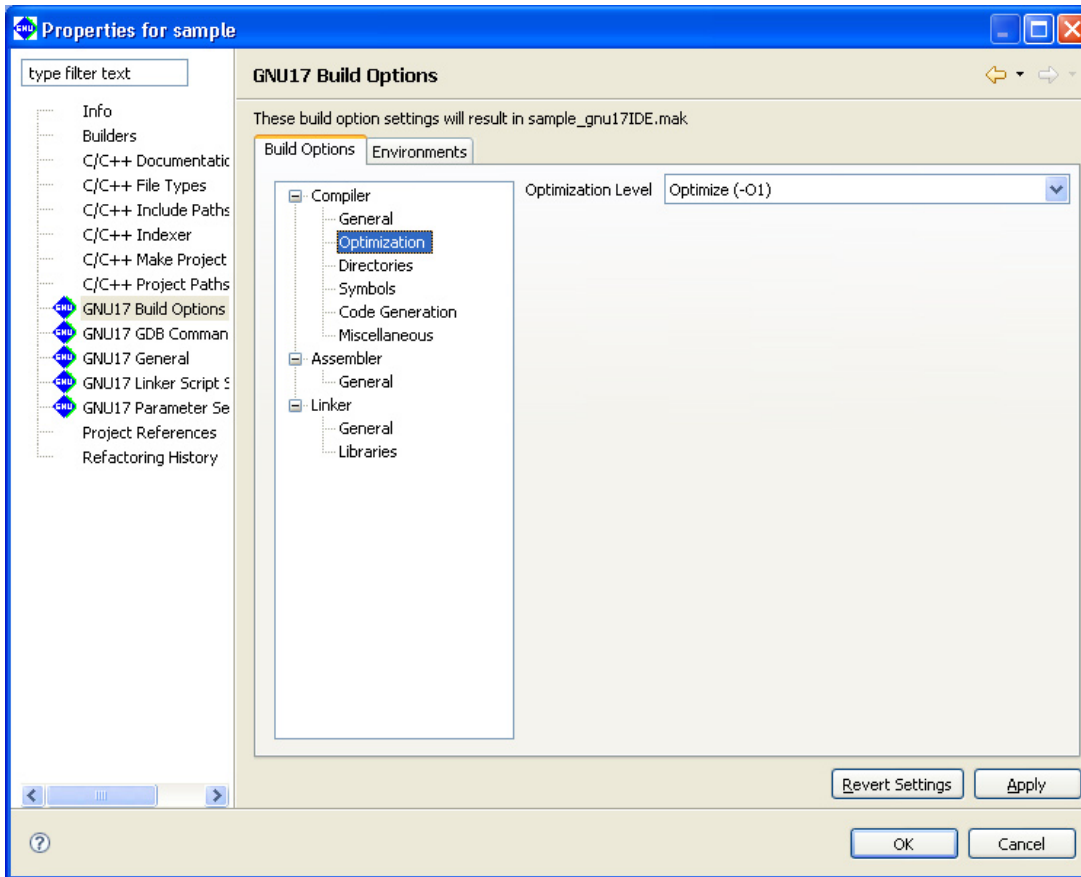 Properties for sample
type filter text
Info
Builders
C/C++ Documentatic
C/C++ File Types
C/C++ Include Paths
C/C++ Indexer
C/C++ Make Project
C/C++ Project Paths
GNU17 Build Options
GNU17 GDB Comman
GNU17 General
GNU17 Linker Script S
GNU17 Parameter Se
Project References
Refactoring History
GNU17 Build Options
These build option settings will result in sample_gnu17IDE.mak
Build Options
Environments
Compiler
General
Optimization
Directories
Symbols
Code Generation
Miscellaneous
Assembler
General
Linker
General
Libraries
Optimization Level
Optimize (-O1)
Revert Settings
Apply
OK
Cancel